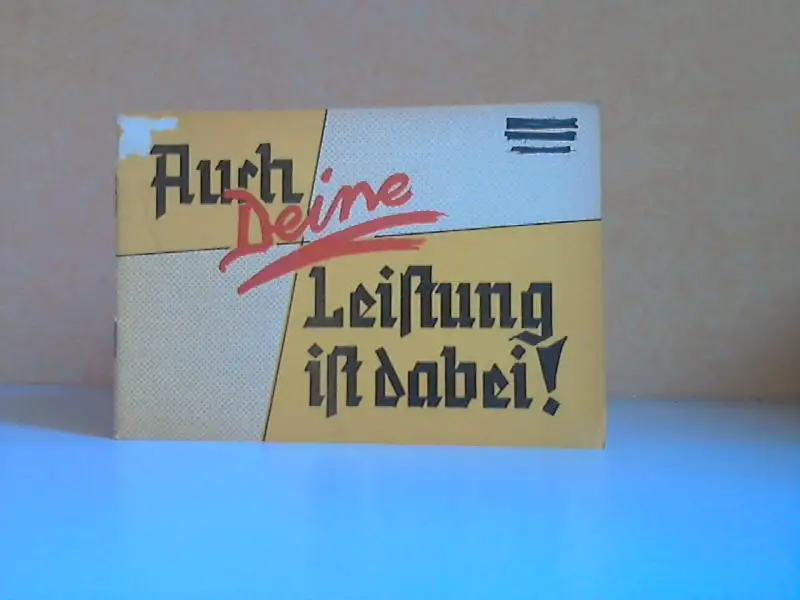 Auch
Deine
Leiſtung
iſt dabei!